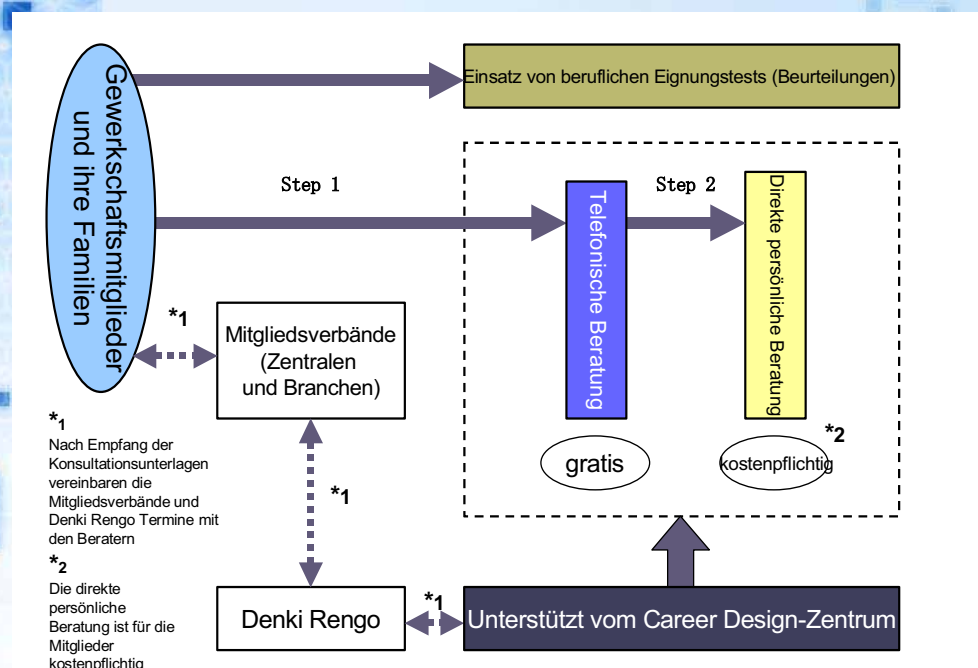 Gewerkschaftsmitglieder
und ihre Familien
Einsatz von beruflichen Eignungstests (Beurteilungen)
Step 1
Telefonische Beratung
Step 2
Direkte persönliche Beratung
*1
Mitgliedsverbände
(Zentralen
und Branchen)
gratis
kostenpflichtig
*2
*1
Nach Empfang der
Konsultationsunterlagen
vereinbaren die
Mitgliedsverbände und
Denki Rengo Termine mit
den Beratern
*1
*2
Die direkte
persönliche
Beratung ist für die
Mitglieder
kostenpflichtig
Denki Rengo
*1
Unterstützt vom Career Design-Zentrum